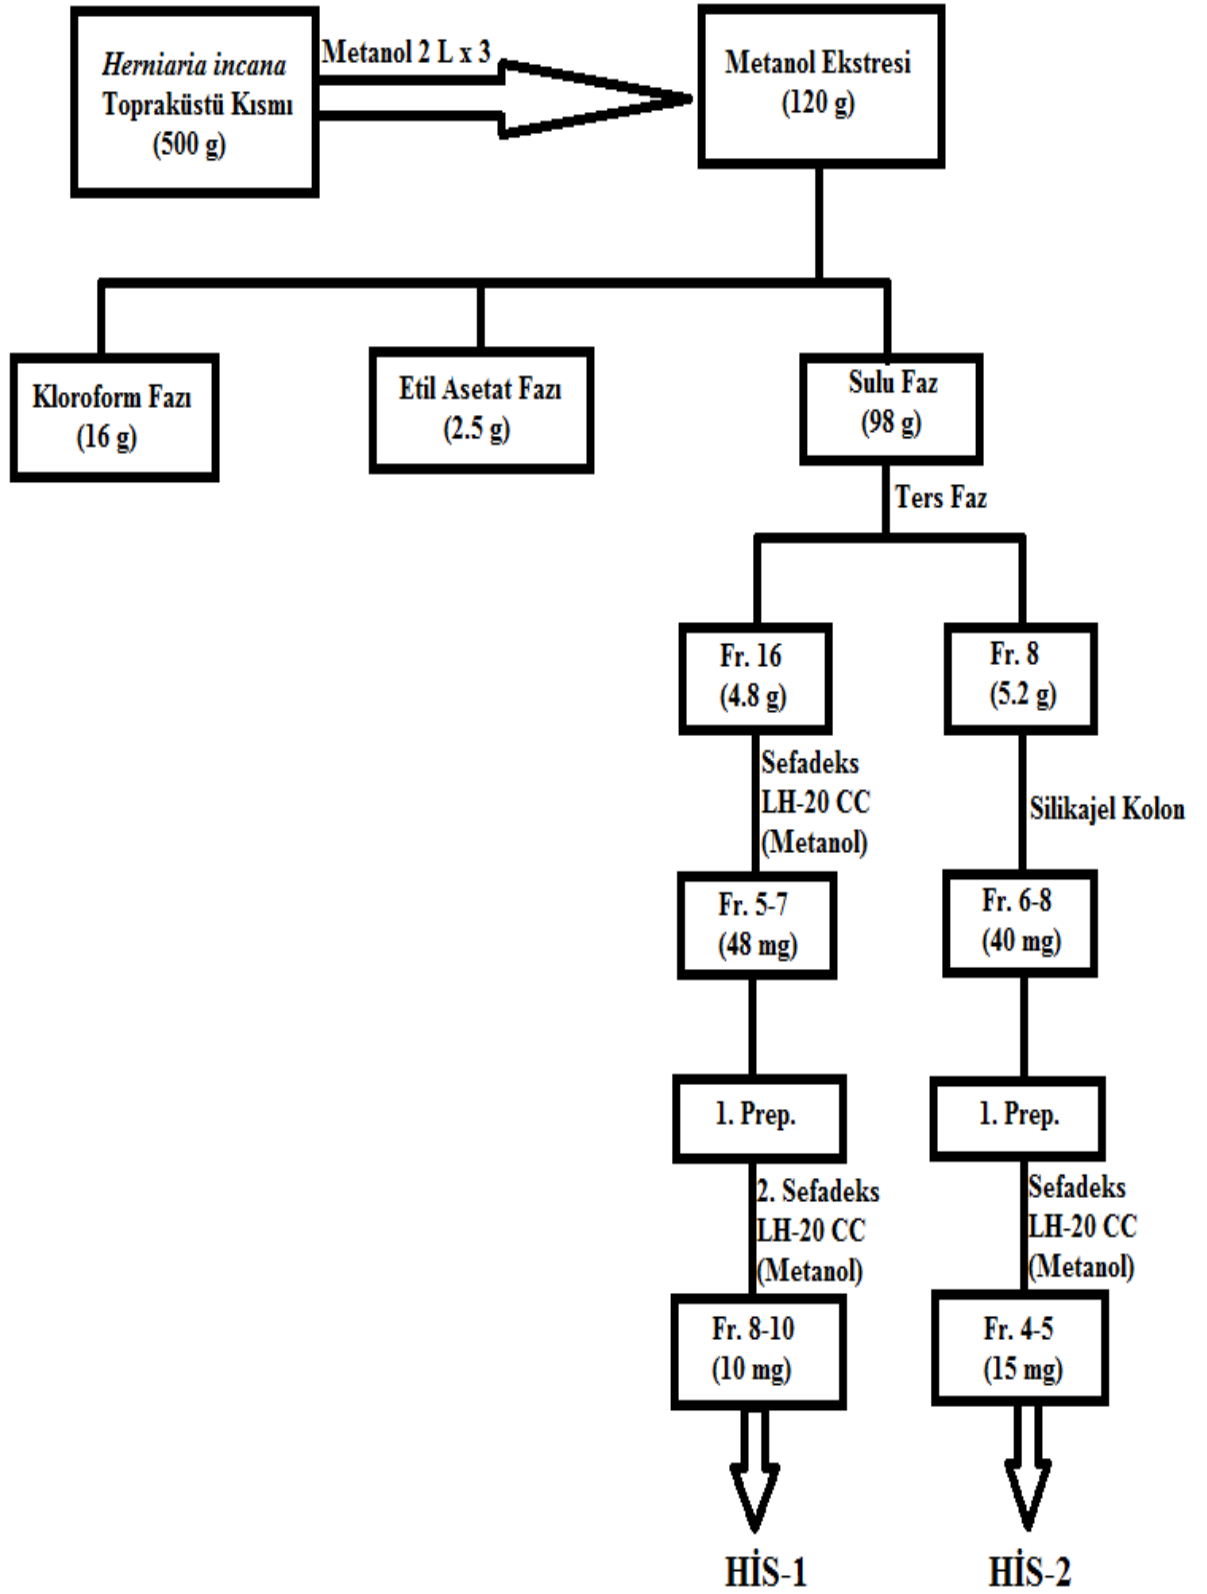 Herniaria incana
Topraküstü Kısmı
(500 g)
Metanol 2 L x 3
Metanol Ekstresi
(120 g)
Kloroform Fazı
(16 g)
Etil Asetat Fazı
(2.5 g)
Sulu Faz
(98 g)
Ters Faz
Fr. 16
(4.8 g)
Fr. 8
(5.2 g)
Sefadeks
LH-20 CC
(Metanol)
Silikajel Kolon
Fr. 5-7
(48 mg)
Fr. 6-8
(40 mg)
1. Prep.
1. Prep.
2. Sefadeks
LH-20 CC
(Metanol)
Sefadeks
LH-20 CC
(Metanol)
Fr. 8-10
(10 mg)
Fr. 4-5
(15 mg)
HİS-1
HİS-2